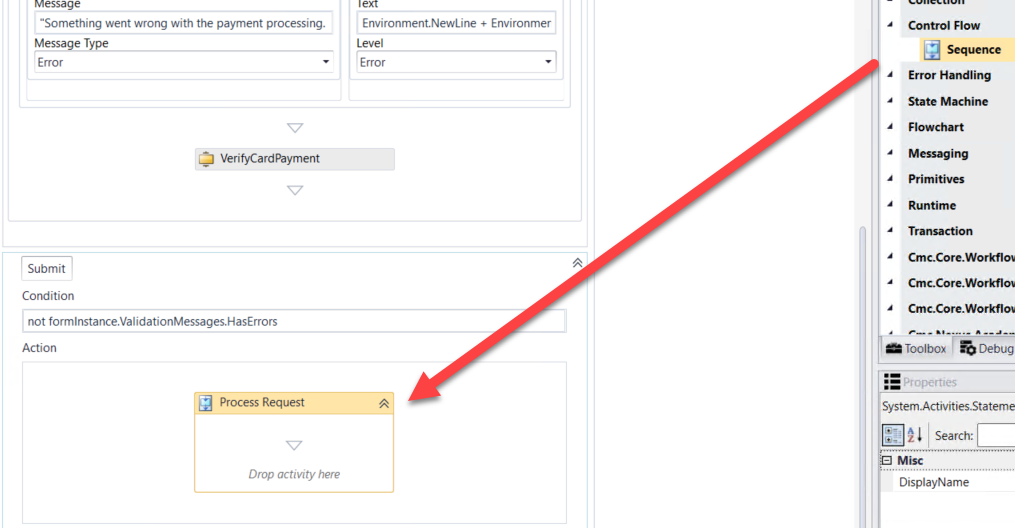 Message
"Something went wrong with the payment processing.
Message Type
Error
Text
Environment.NewLine + Environmer
Level
Error
VerifyCardPayment
Submit
Condition
not formInstance.ValidationMessages.HasErrors
Action
Process Request
Drop activity here
Collection
Control Flow
Sequence
Error Handling
State Machine
Flowchart
Messaging
Primitives
Runtime
Transaction
Cmc.Core.Workflow
Cmc.Core.Workflow
Cmc.Core.Workflow
Cmc Nexus Academ
Toolbox Debug
Properties
System.Activities.Stateme
Search:
Misc
DisplayName